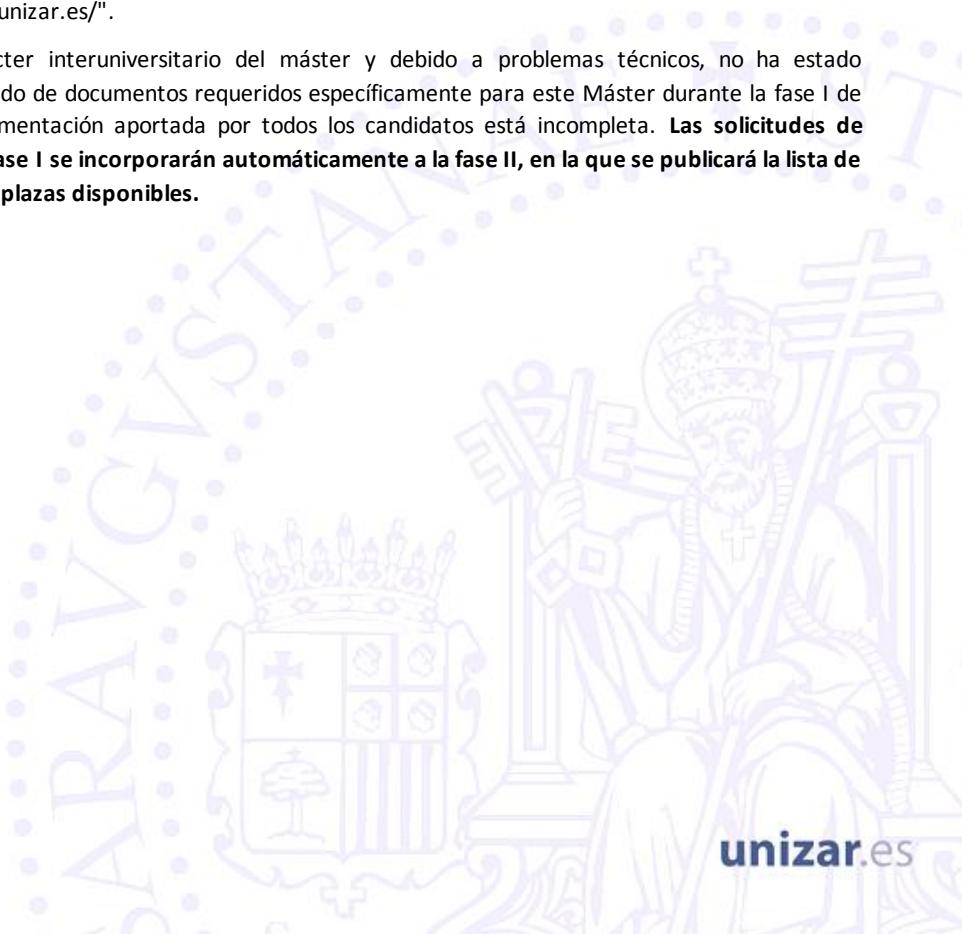 unizar.es/".
cter interuniversitario del máster y debido a problemas técnicos, no ha estado
do de documentos requeridos específicamente para este Máster durante la fase I de
mentación aportada por todos los candidatos está incompleta. Las solicitudes de
ase I se incorporarán automáticamente a la fase II, en la que se publicará la lista de
plazas disponibles.
ARAVGVSTANAE ST
unizar.es